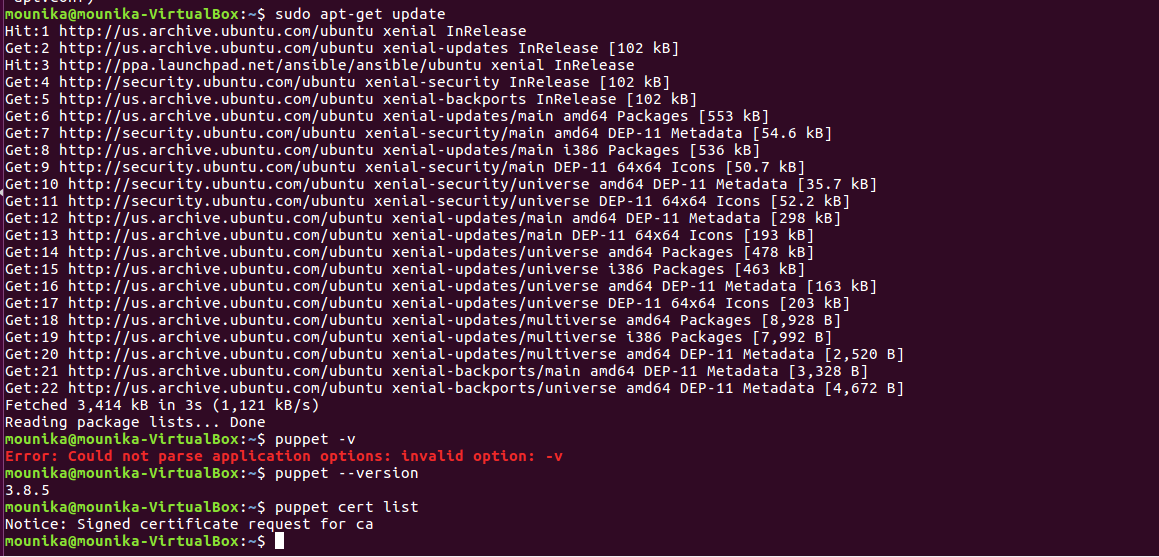 apt.conf)
mounika@mounika-VirtualBox:~$ sudo apt-get update
Hit:1 http://us.archive.ubuntu.com/ubuntu xenial InRelease
Get:2 http://us.archive.ubuntu.com/ubuntu xenial-updates InRelease [102 kB]
Hit:3 http://ppa.launchpad.net/ansible/ansible/ubuntu xenial InRelease
Get:4 http://security.ubuntu.com/ubuntu xenial-security InRelease [102 kB]
Get:5 http://us.archive.ubuntu.com/ubuntu xenial-backports InRelease [102 kB]
Get:6 http://us.archive.ubuntu.com/ubuntu xenial-updates/main amd64 Packages [553 kB]
Get:7 http://security.ubuntu.com/ubuntu xenial-security/main amd64 DEP-11 Metadata [54.6 kB]
Get:8 http://us.archive.ubuntu.com/ubuntu xenial-updates/main i386 Packages [536 kB]
Get:9 http://security.ubuntu.com/ubuntu xenial-security/main DEP-11 64x64 Icons [50.7 kB]
Get:10 http://security.ubuntu.com/ubuntu xenial-security/universe amd64 DEP-11 Metadata [35.7 kB]
Get:11 http://security.ubuntu.com/ubuntu xenial-security/universe DEP-11 64x64 Icons [52.2 kB]
Get:12 http://us.archive.ubuntu.com/ubuntu xenial-updates/main amd64 DEP-11 Metadata [298 kB]
Get:13 http://us.archive.ubuntu.com/ubuntu xenial-updates/main DEP-11 64x64 Icons [193 kB]
Get:14 http://us.archive.ubuntu.com/ubuntu xenial-updates/universe amd64 Packages [478 kB]
Get:15 http://us.archive.ubuntu.com/ubuntu xenial-updates/universe i386 Packages [463 kB]
Get:16 http://us.archive.ubuntu.com/ubuntu xenial-updates/universe amd64 DEP-11 Metadata [163 kB]
Get:17 http://us.archive.ubuntu.com/ubuntu xenial-updates/universe DEP-11 64x64 Icons [203 kB]
Get:18 http://us.archive.ubuntu.com/ubuntu xenial-updates/multiverse amd64 Packages [8,928 B]
Get:19 http://us.archive.ubuntu.com/ubuntu xenial-updates/multiverse i386 Packages [7,992 B]
Get:20 http://us.archive.ubuntu.com/ubuntu xenial-updates/multiverse amd64 DEP-11 Metadata [2,520 B]
Get:21 http://us.archive.ubuntu.com/ubuntu xenial-backports/main amd64 DEP-11 Metadata [3,328 B]
Get:22 http://us.archive.ubuntu.com/ubuntu xenial-backports/universe amd64 DEP-11 Metadata [4,672 B]
Fetched 3,414 kB in 3s (1,121 kB/s)
Reading package lists... Done
mounika@mounika-VirtualBox:~$ puppet -v
Error: Could not parse application options: invalid option: -v
mounika@mounika-VirtualBox:~$ puppet --version
3.8.5
mounika@mounika-VirtualBox:~$ puppet cert list
Notice: Signed certificate request for ca
mounika@mounika-VirtualBox:~$